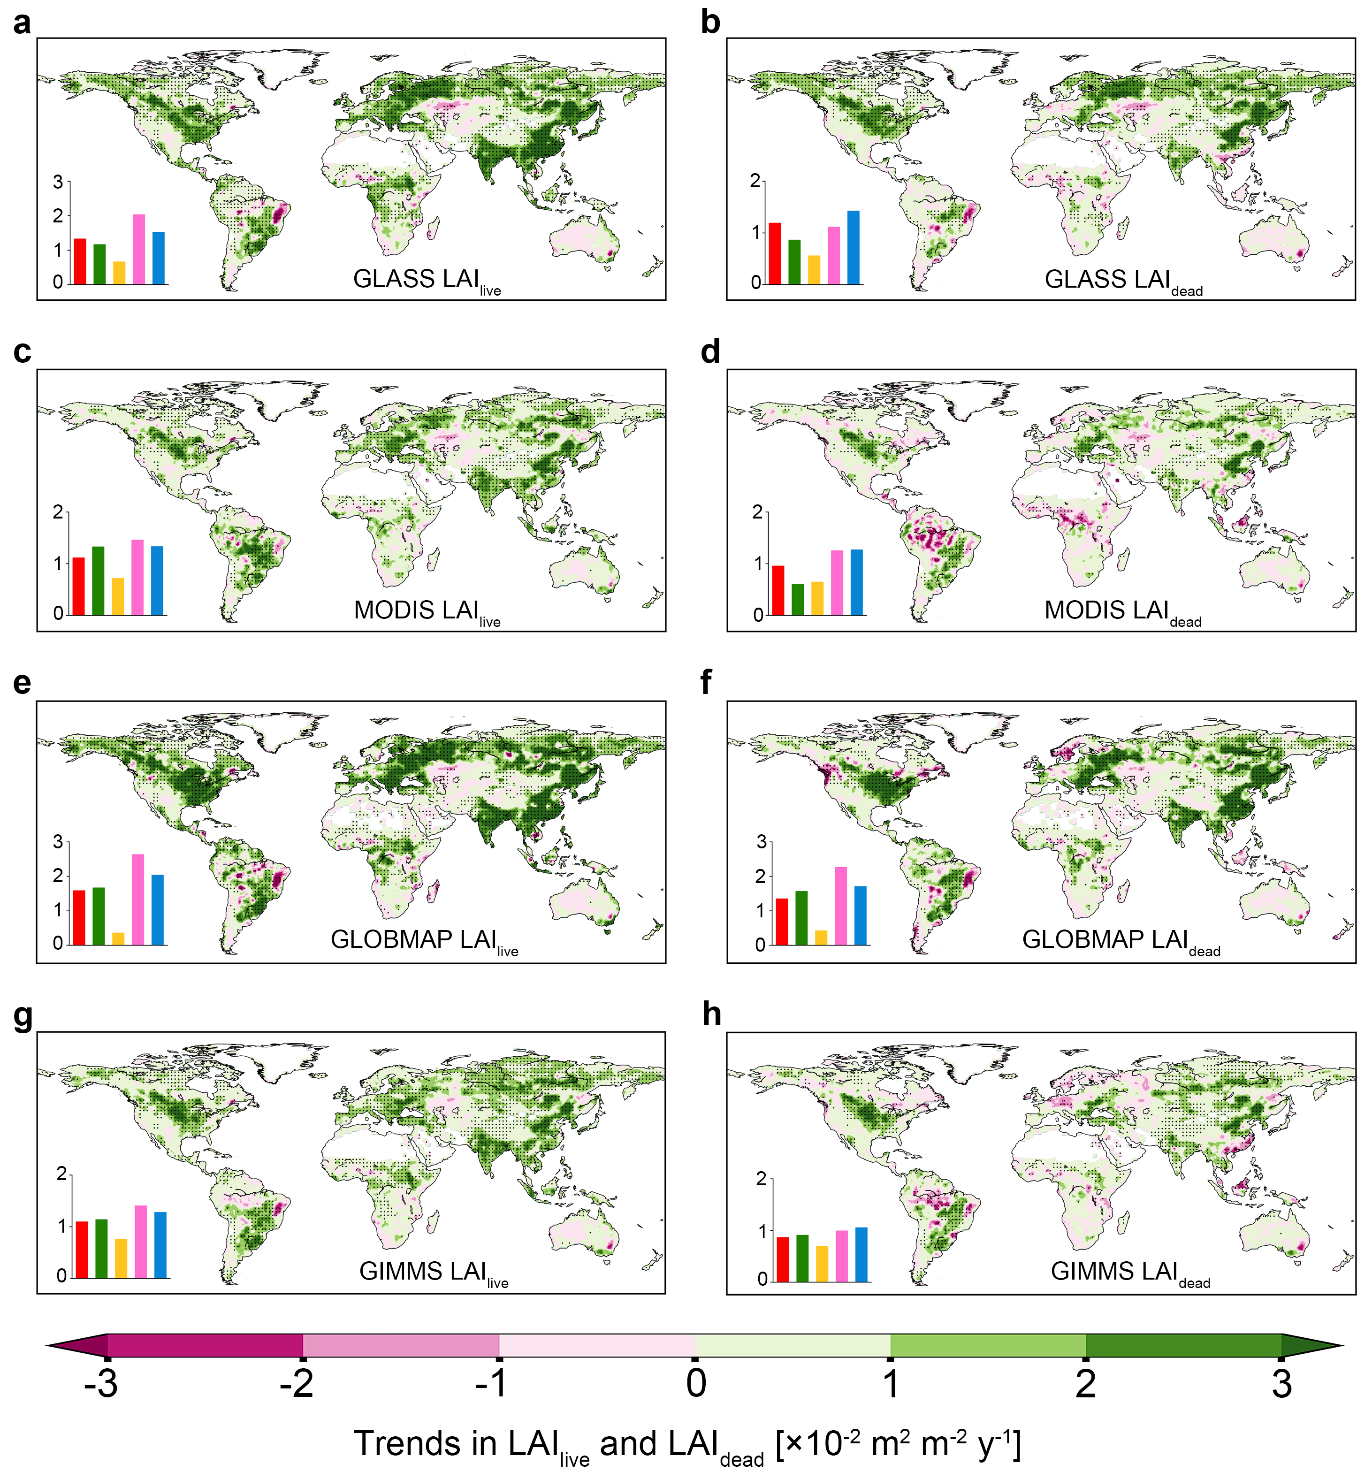 a
b
3
2
1
0
GLASS LAIlive
2
1
0
GLASS LAIdead
c
d
2
1
0
MODIS LAIlive
2
1
0
MODIS LAIdead
e
f
3
2
1
0
GLOBMAP LAIlive
3
2
1
0
GLOBMAP LAIdead
g
h
2
1
0
GIMMS LAIlive
2
1
0
GIMMS LAIdead
-3 -2 -1 0 1 2 3
Trends in LAIlive and LAIdead [×10⁻² m² m⁻² y⁻¹]